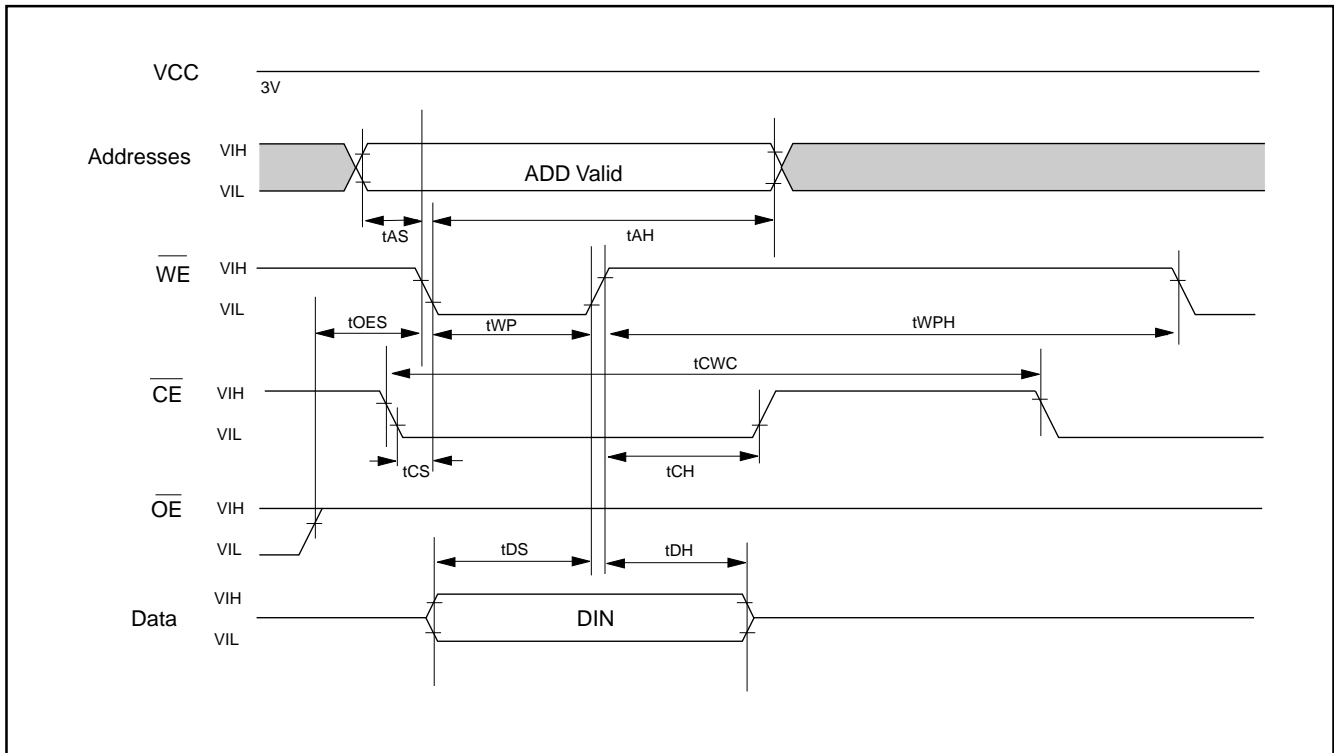 VCC
3V
Addresses
VIH
VIL
ADD Valid
tAS
tAH
WE
VIH
VIL
tOES
tWP
tWPH
tCWC
CE
VIH
VIL
tCS
tCH
OE
VIH
VIL
tDS
tDH
Data
VIH
VIL
DIN